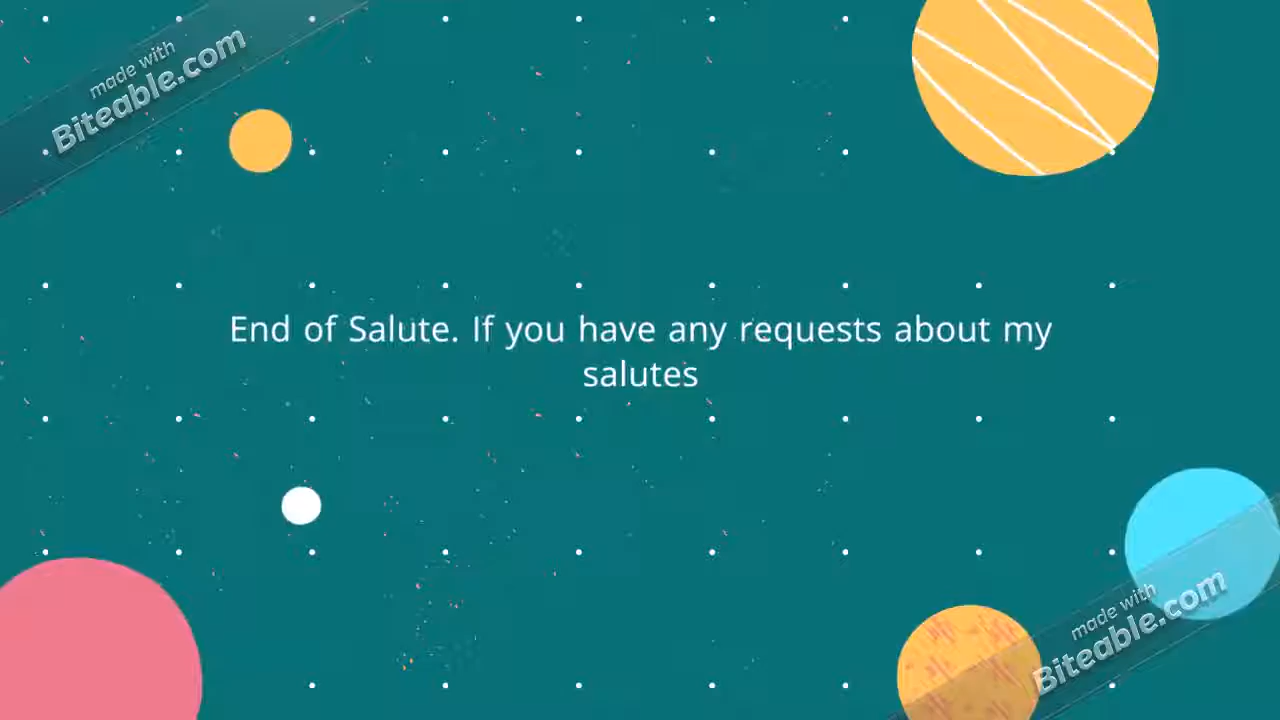 made with
Biteable.com
End of Salute. If you have any requests about my
salutes
made with
Biteable.com